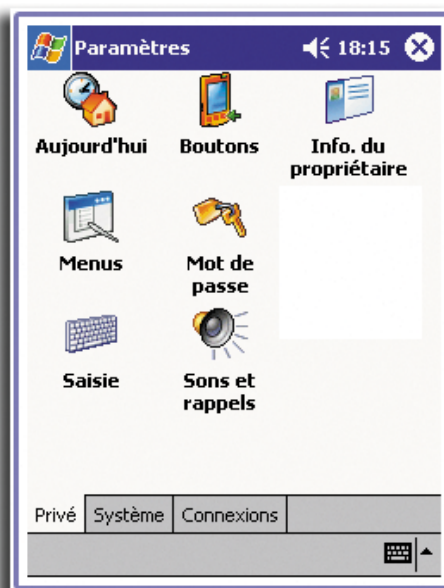 Paramètres 18:15
Aujourd'hui Boutons Info. du
propriétaire
Menus Mot de
passe
Saisie Sons et
rappels
Privé Système Connexions